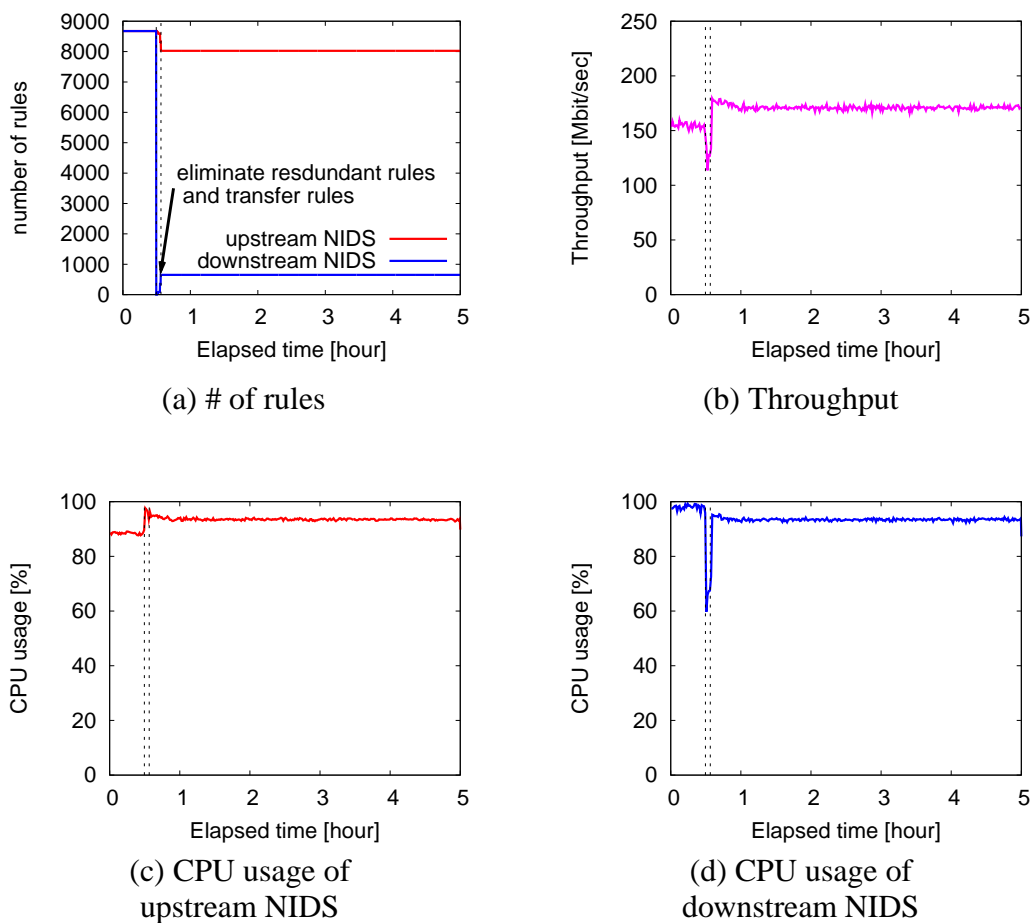 9000
8000
7000
6000
5000
4000
3000
2000
1000
0
number of rules
eliminate resdundant rules
and transfer rules
upstream NIDS
downstream NIDS
0 1 2 3 4 5
Elapsed time [hour]
(a) # of rules
250
200
150
100
50
0
Throughput [Mbit/sec]
0 1 2 3 4 5
Elapsed time [hour]
(b) Throughput
100
80
60
40
20
0
CPU usage [%]
0 1 2 3 4 5
Elapsed time [hour]
(c) CPU usage of
upstream NIDS
100
80
60
40
20
0
CPU usage [%]
0 1 2 3 4 5
Elapsed time [hour]
(d) CPU usage of
downstream NIDS